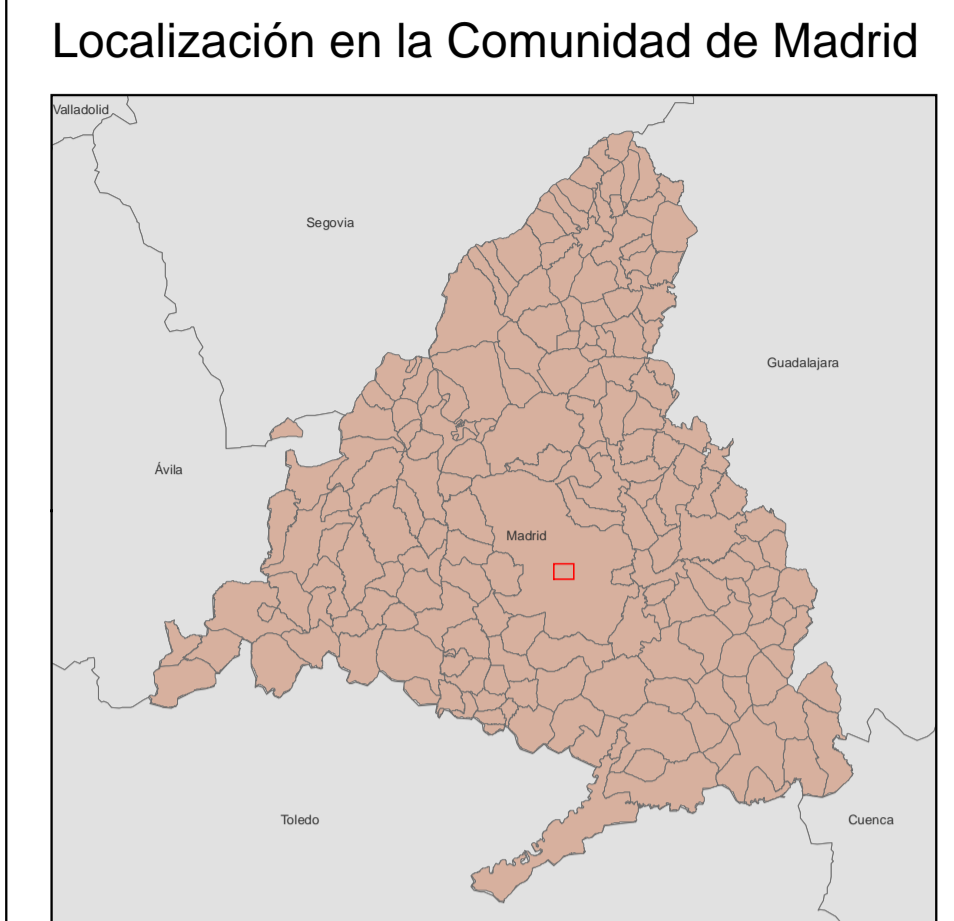 Localización en la Comunidad de Madrid
Valladolid
Segovia
Guadalajara
Ávila
Madrid
Toledo
Cuenca